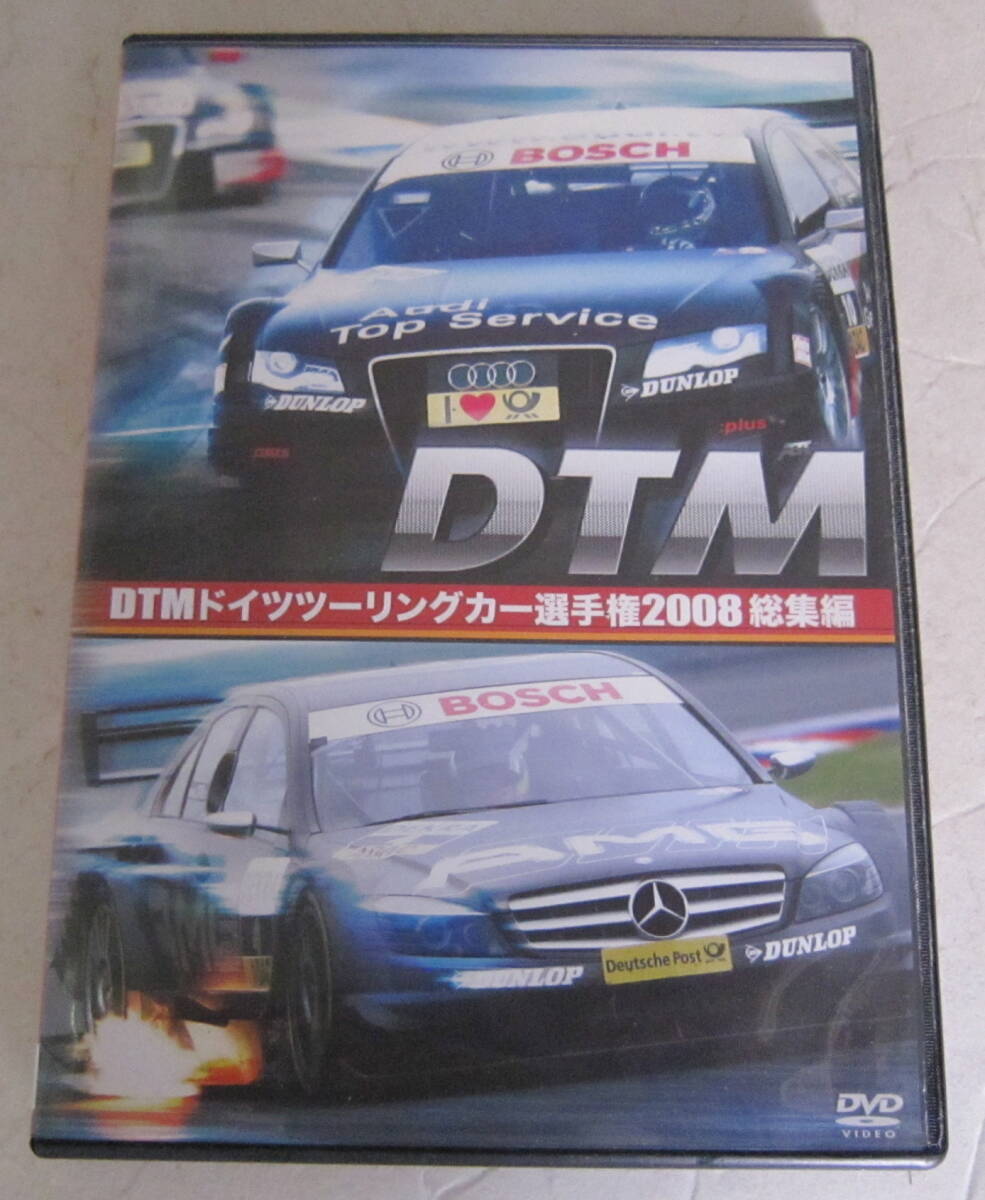 BOSCH
Audi
Top Service
DUNLOP
DUNLOP
I
:plus
DTM
DTMドイツツーリングカー選手権2008 総集編
BOSCH
AMG
Deutsche Post
DUNLOP
DUNLOP
DVD
VIDEO